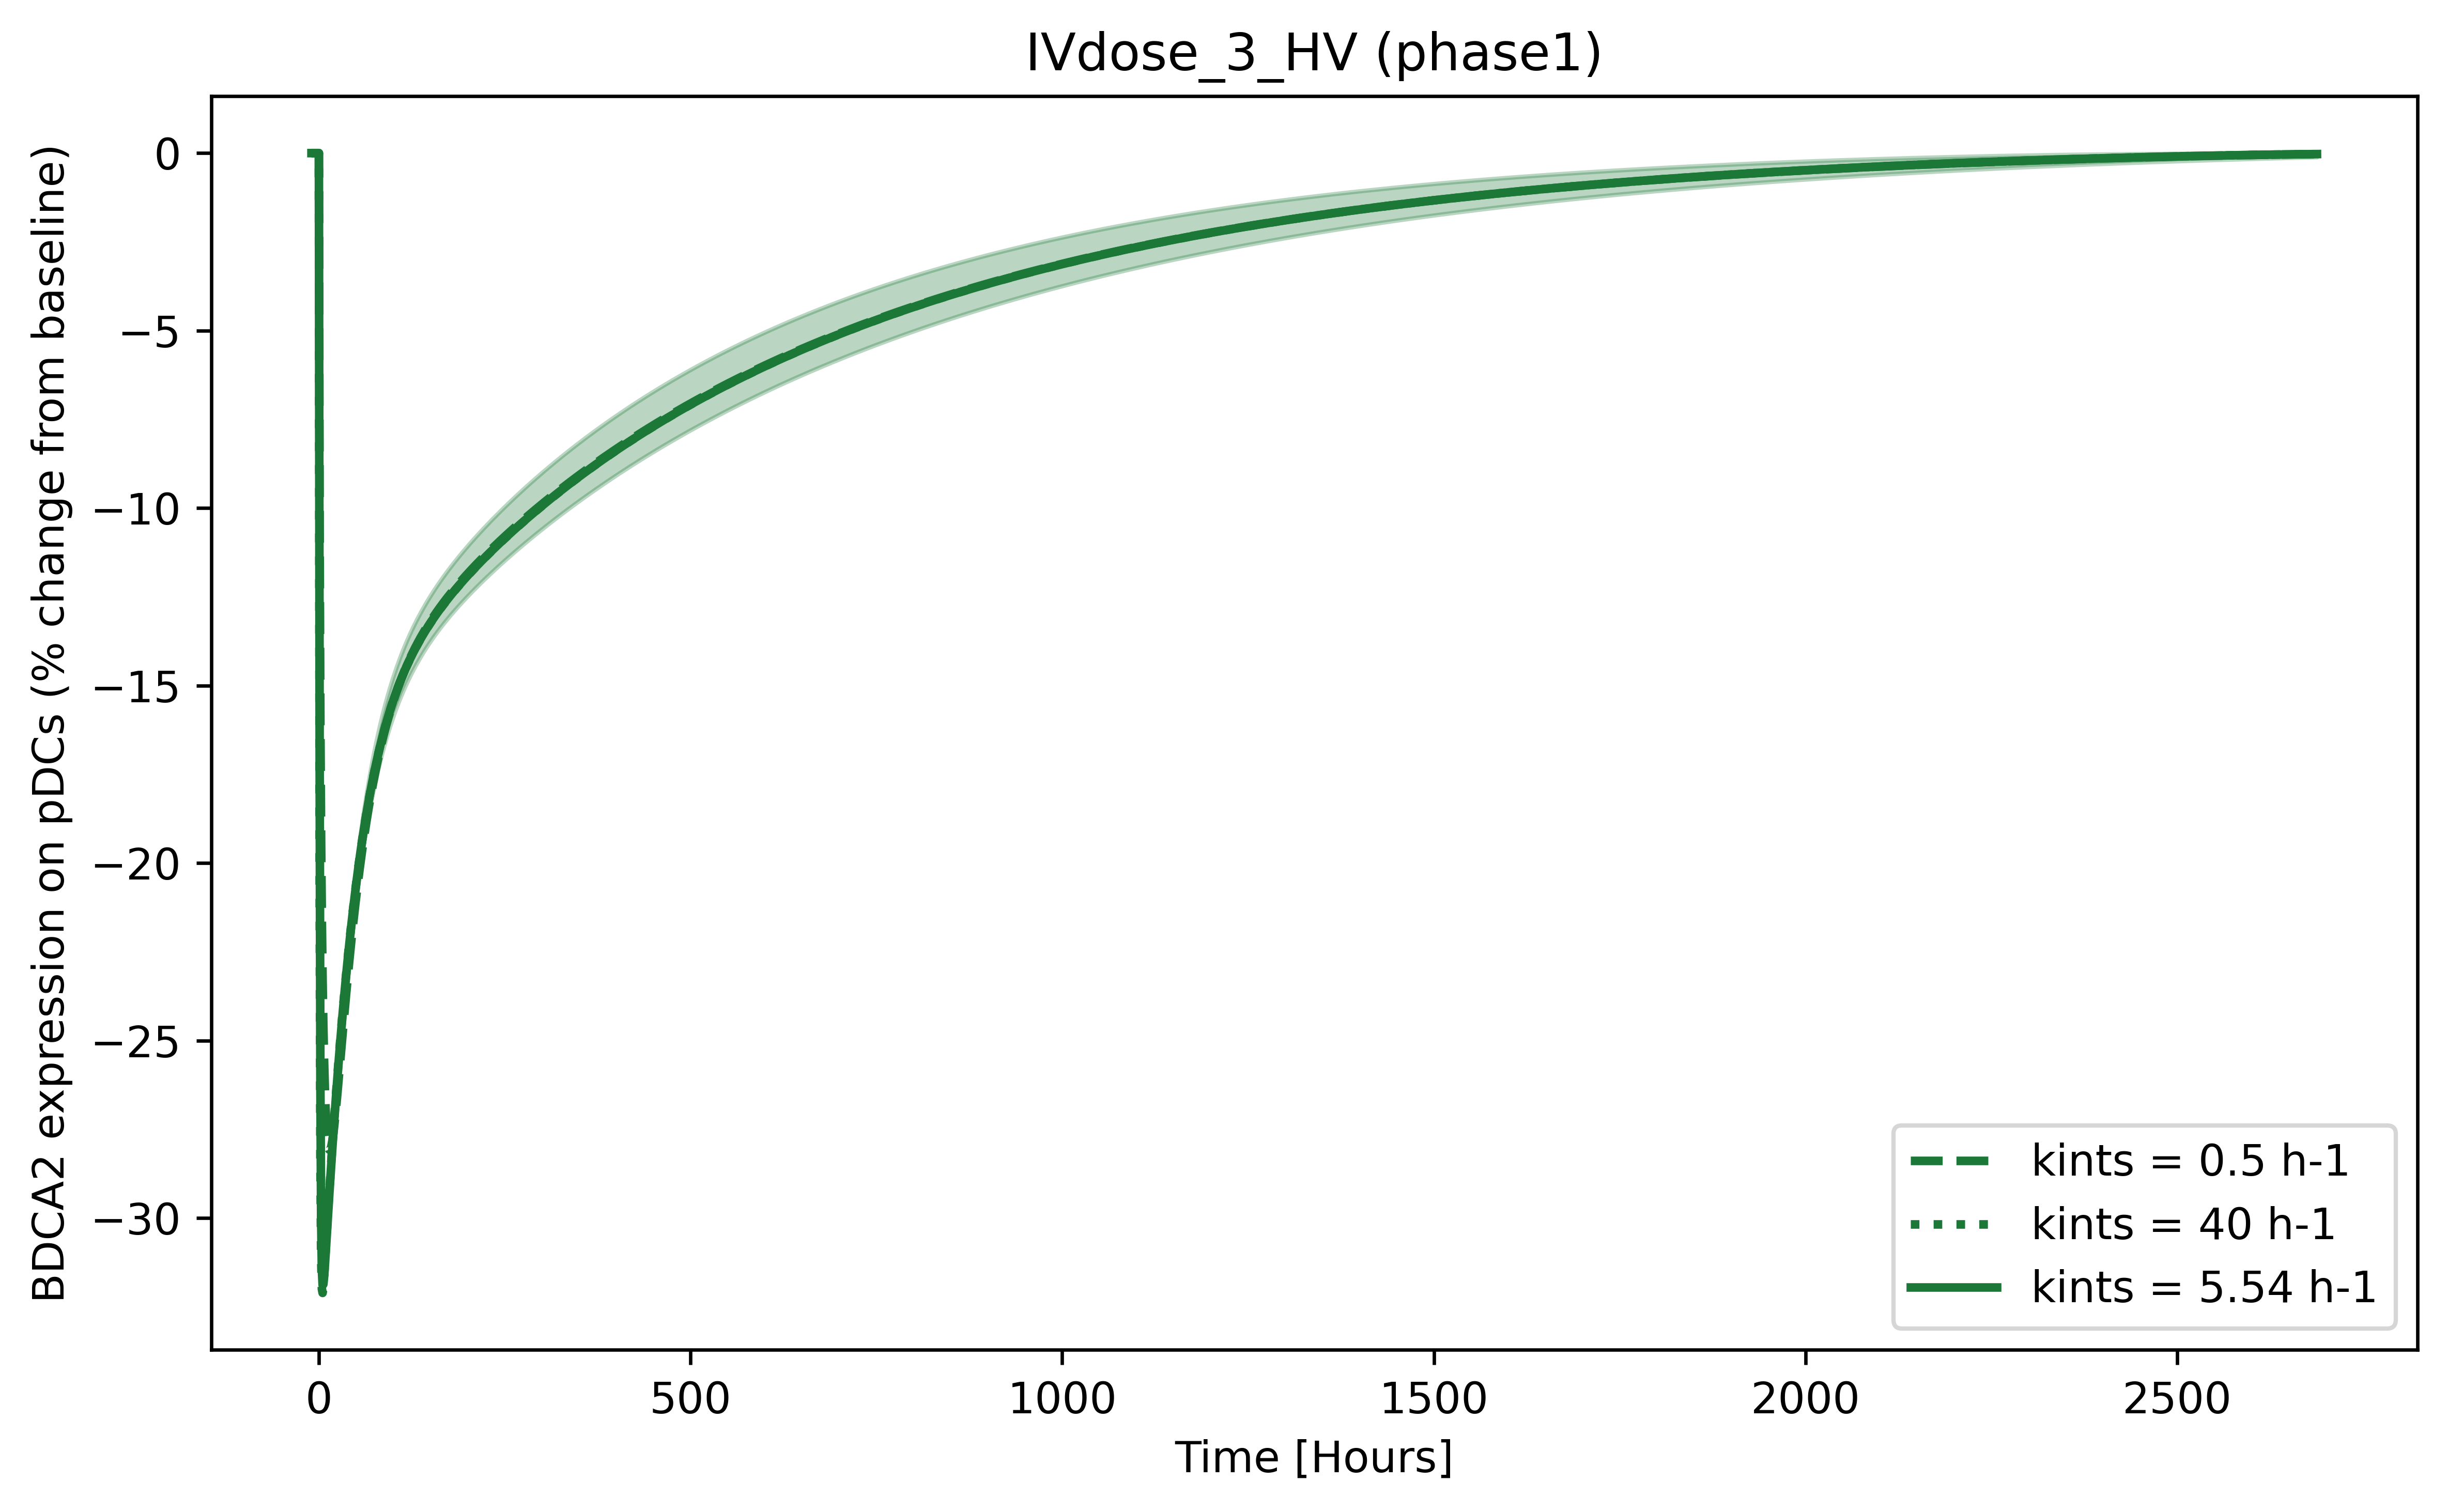 IVdose_3_HV (phase1)
BDCA2 expression on pDCs (% change from baseline)
0
−5
−10
−15
−20
−25
−30
kints = 0.5 h-1
kints = 40 h-1
kints = 5.54 h-1
0 500 1000 1500 2000 2500
Time [Hours]